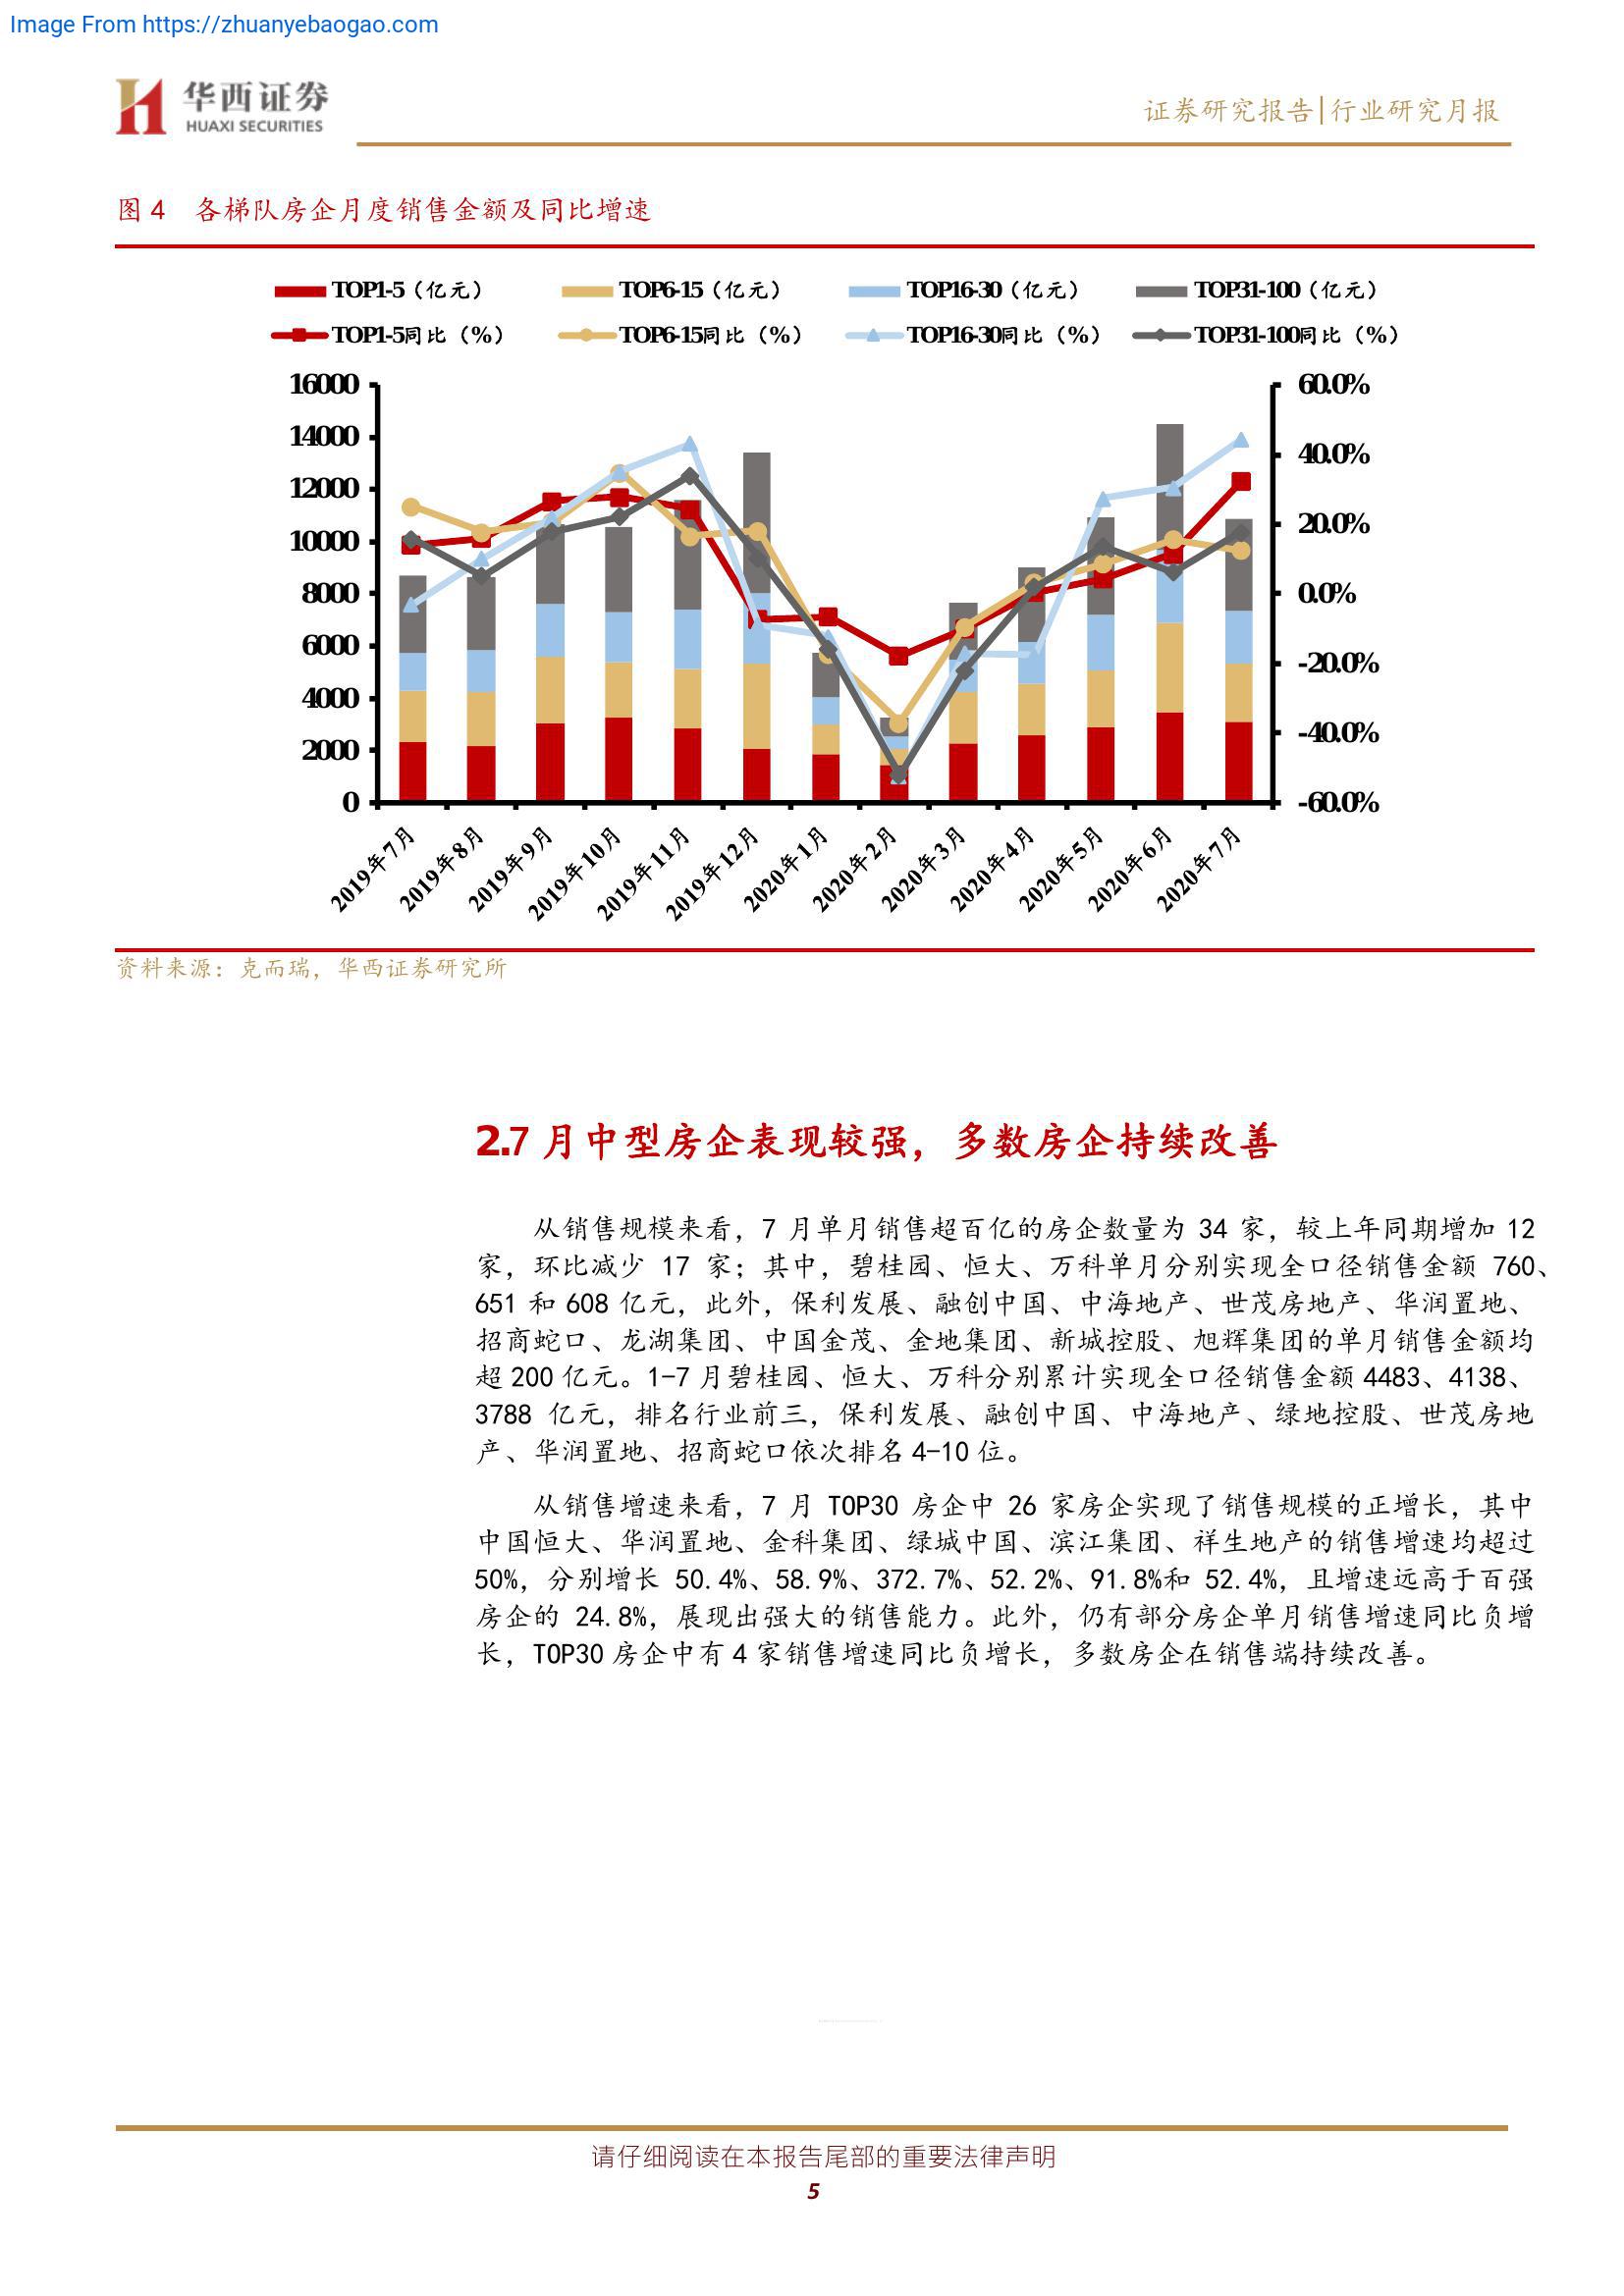 Image From https://zhuanyebaogao.com
华西证券
HUAXI SECURITIES
证券研究报告|行业研究月报
图 4 各梯队房企月度销售金额及同比增速
TOP1-5（亿元） TOP6-15（亿元） TOP16-30（亿元） TOP31-100（亿元）
TOP1-5同比（%） TOP6-15同比（%） TOP16-30同比（%） TOP31-100同比（%）
16000 60.0%
14000 40.0%
12000 20.0%
10000 0.0%
8000 -20.0%
6000 -40.0%
4000 -60.0%
2000
0
2019年7月 2019年8月 2019年9月 2019年10月 2019年11月 2019年12月 2020年1月 2020年2月 2020年3月 2020年4月 2020年5月 2020年6月 2020年7月
资料来源：克而瑞，华西证券研究所
2.7 月中型房企表现较强，多数房企持续改善
从销售规模来看，7 月单月销售超百亿的房企数量为 34 家，较上年同期增加 12
家，环比减少 17 家；其中，碧桂园、恒大、万科单月分别实现全口径销售金额 760、
651 和 608 亿元，此外，保利发展、融创中国、中海地产、世茂房地产、华润置地、
招商蛇口、龙湖集团、中国金茂、金地集团、新城控股、旭辉集团的单月销售金额均
超 200 亿元。1-7 月碧桂园、恒大、万科分别累计实现全口径销售金额 4483、4138、
3788 亿元，排名行业前三，保利发展、融创中国、中海地产、绿地控股、世茂房地
产、华润置地、招商蛇口依次排名 4-10 位。
从销售增速来看，7 月 TOP30 房企中 26 家房企实现了销售规模的正增长，其中
中国恒大、华润置地、金科集团、绿城中国、滨江集团、祥生地产的销售增速均超过
50%，分别增长 50.4%、58.9%、372.7%、52.2%、91.8%和 52.4%，且增速远高于百强
房企的 24.8%，展现出强大的销售能力。此外，仍有部分房企单月销售增速同比负增
长，TOP30 房企中有 4 家销售增速同比负增长，多数房企在销售端持续改善。
请仔细阅读在本报告尾部的重要法律声明
5